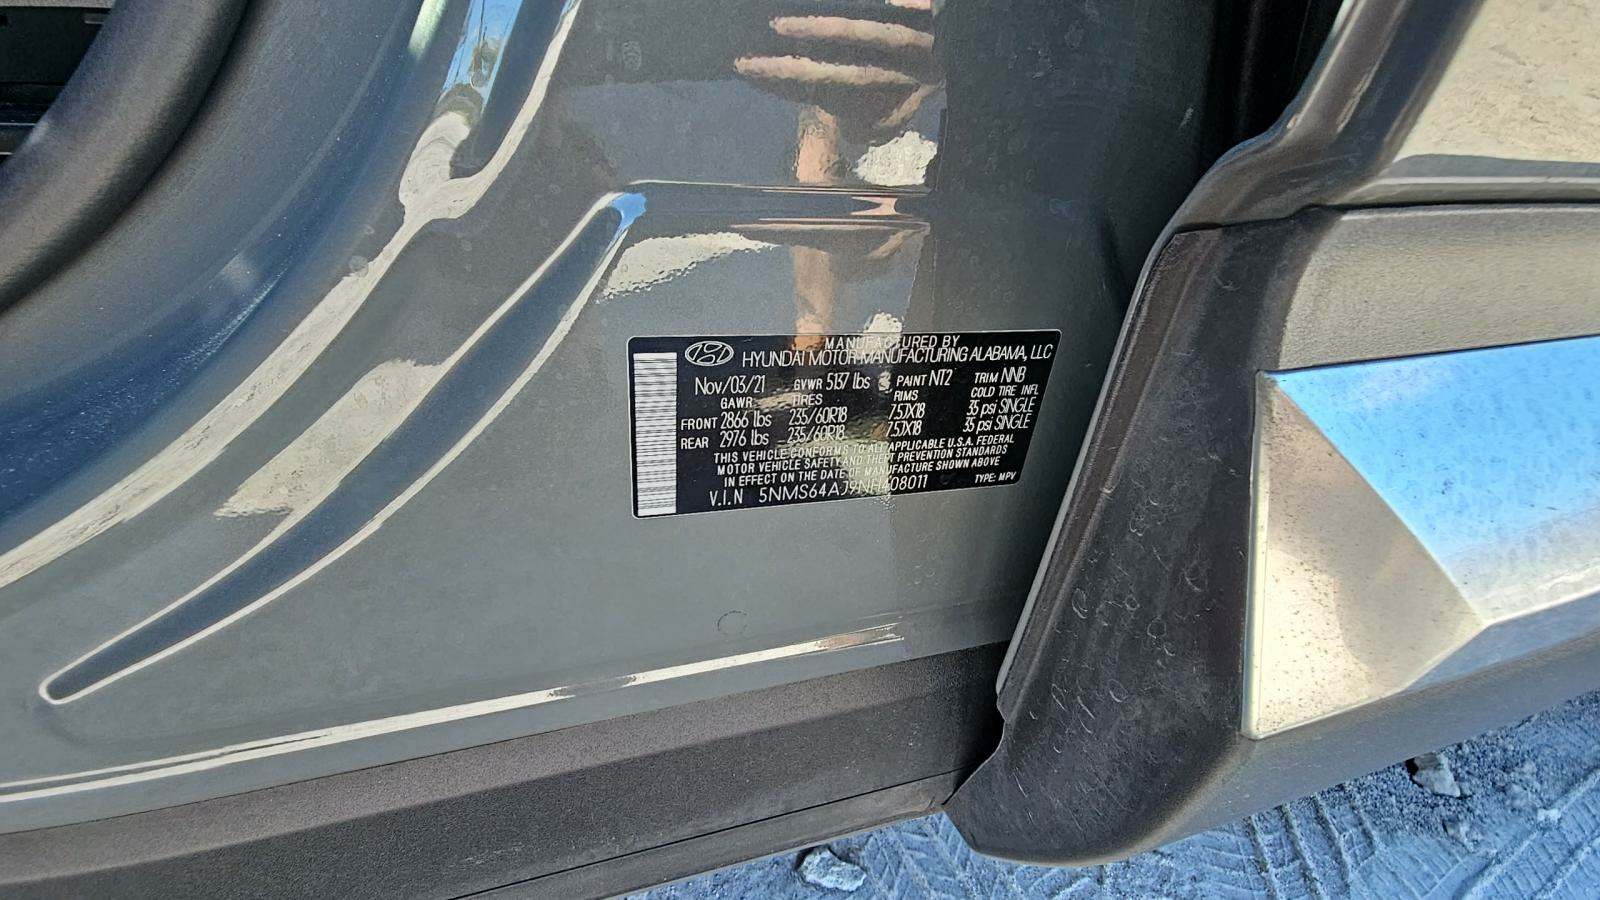 MANUFACTURED BY
HYUNDAI MOTOR MANUFACTURING ALABAMA, LLC
Nov/03/21 GVWR 5137 lbs PAINT NT2 TRIM NNB
GAWR TIRES RIMS COLD TIRE INFL
FRONT 2866 lbs 235/60R18 7.5JX18 35 psi SINGLE
REAR 2976 lbs 235/60R18 7.5JX18 35 psi SINGLE
THIS VEHICLE CONFORMS TO ALL APPLICABLE U.S.A. FEDERAL
MOTOR VEHICLE SAFETY AND THEFT PREVENTION STANDARDS
IN EFFECT ON THE DATE OF MANUFACTURE SHOWN ABOVE
V.I.N 5NMS64AJ9NH408011 TYPE: MPV